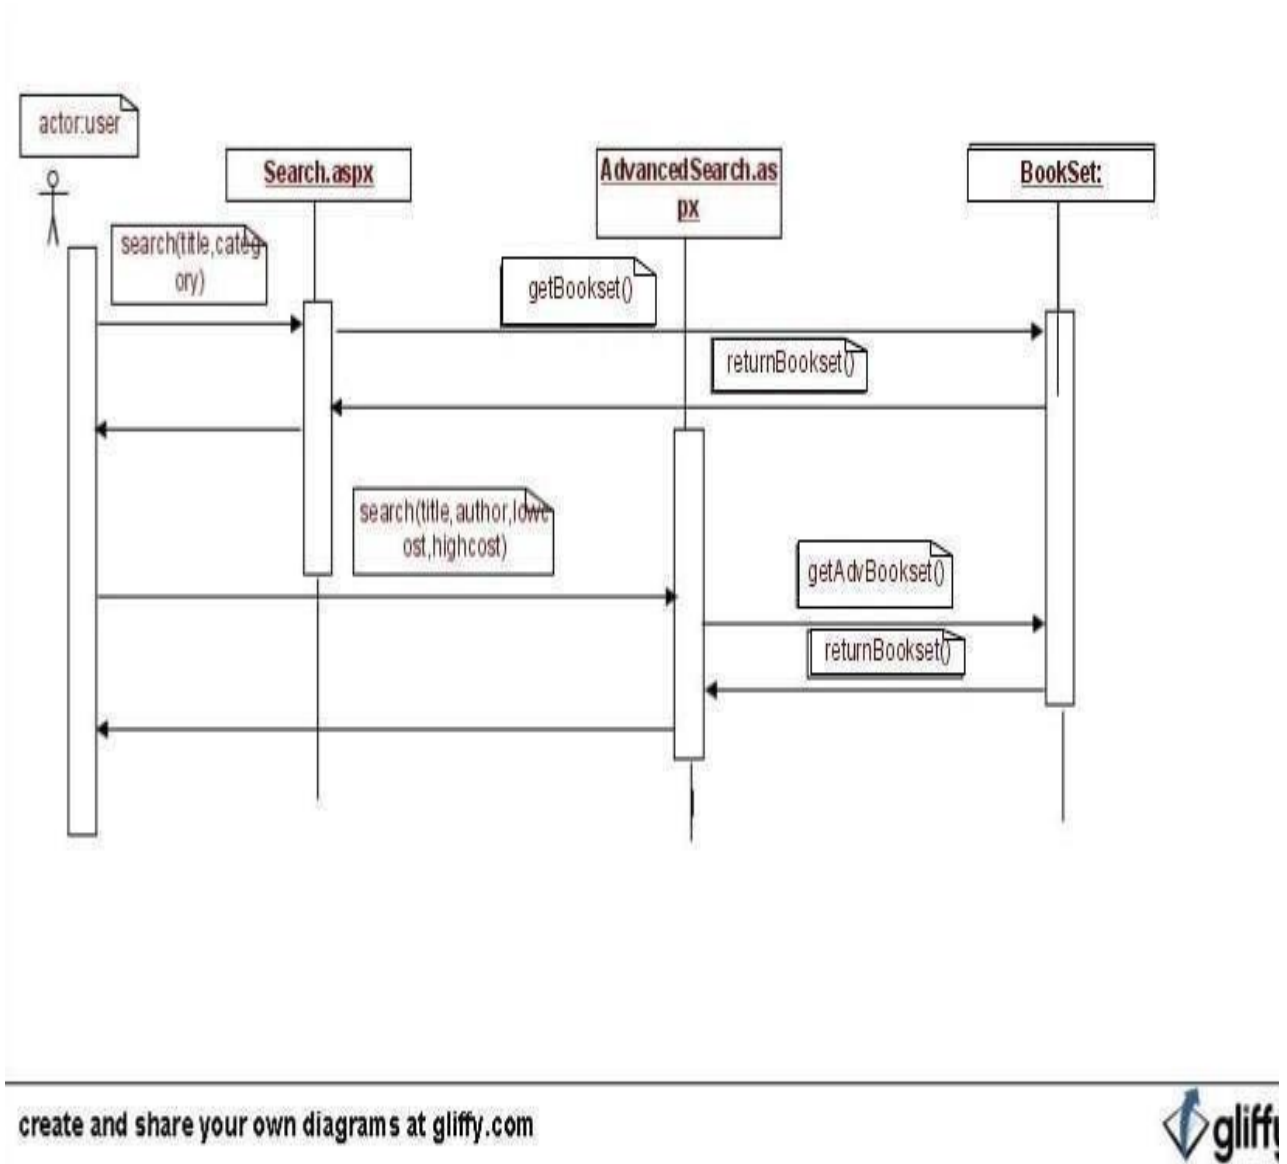 actor:user
Search.aspx
AdvancedSearch.as
px
BookSet:
search(title,categ
ory)
getBookset()
returnBookset()
search(title,author,lowc
ost,highcost)
getAdvBookset()
returnBookset()
create and share your own diagrams at gliffy.com
gliffy